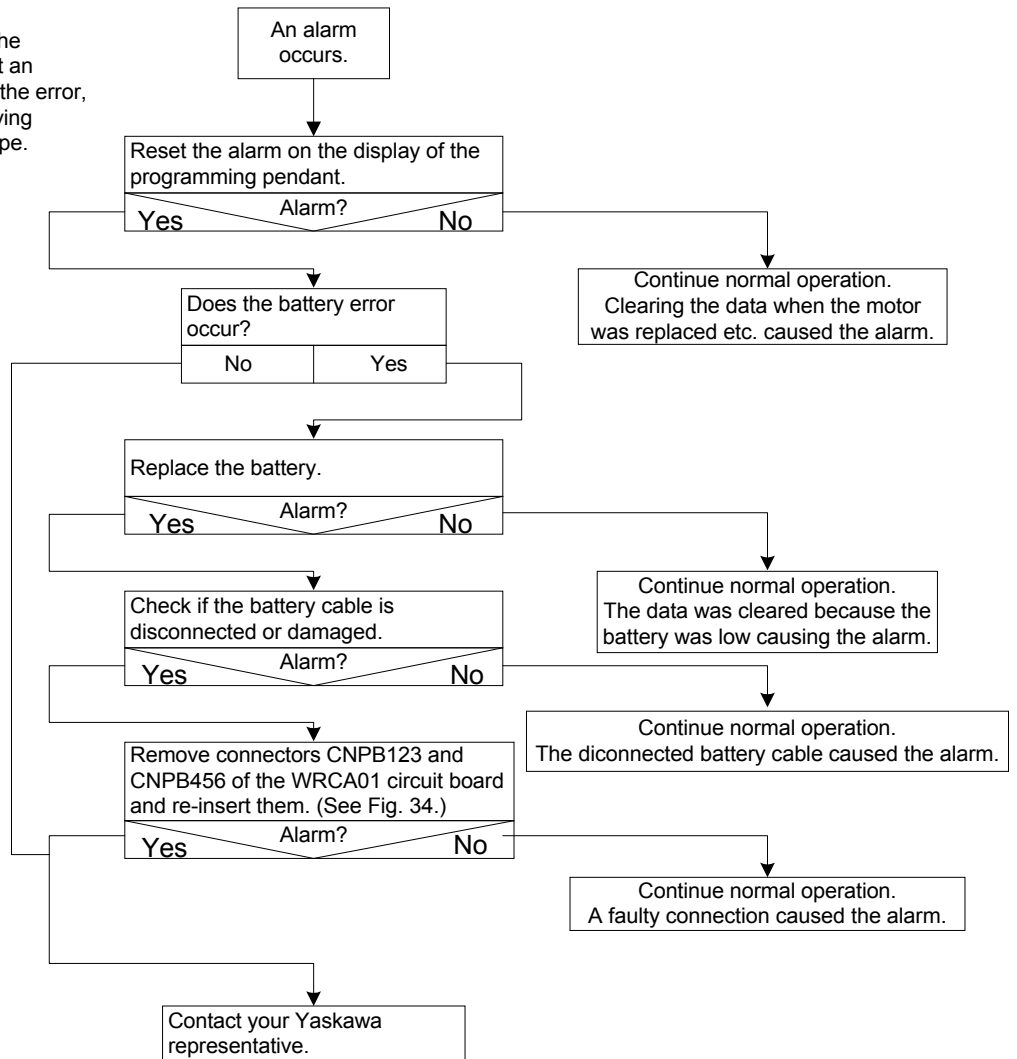 he
t an
the error,
ving
pe.
An alarm
occurs.
Reset the alarm on the display of the
programming pendant.
Alarm?
Yes
No
Continue normal operation.
Clearing the data when the motor
was replaced etc. caused the alarm.
Does the battery error
occur?
No
Yes
Replace the battery.
Alarm?
Yes
No
Continue normal operation.
The data was cleared because the
battery was low causing the alarm.
Check if the battery cable is
disconnected or damaged.
Alarm?
Yes
No
Continue normal operation.
The diconnected battery cable caused the alarm.
Remove connectors CNPB123 and
CNPB456 of the WRCA01 circuit board
and re-insert them. (See Fig. 34.)
Alarm?
Yes
No
Continue normal operation.
A faulty connection caused the alarm.
Contact your Yaskawa
representative.